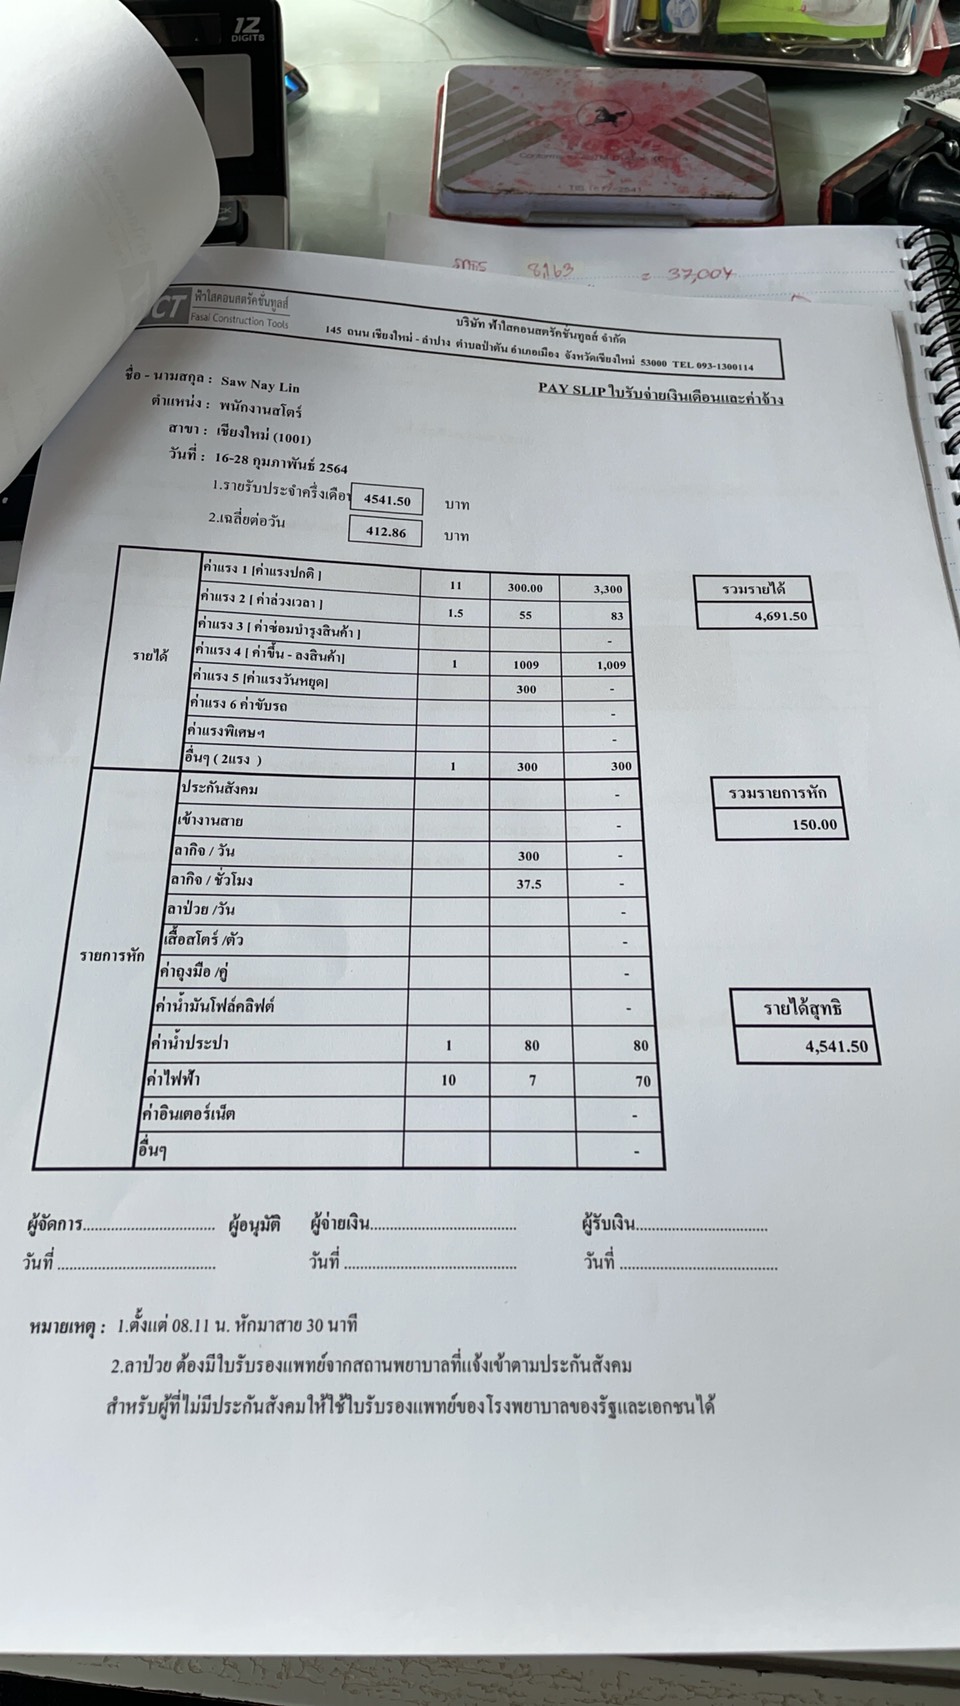 12
DIGITS
รถตร 8,163 = 37,004
CT ฟ้าใสคอนสตรัคชั่นทูลส์
Fasai Construction Tools
บริษัท ฟ้าใสคอนสตรัคชั่นทูลส์ จำกัด
145 ถนน เชียงใหม่ - ลำปาง ตำบลป่าตัน อำเภอเมือง จังหวัดเชียงใหม่ 53000 TEL 093-1300114
PAY SLIP ใบรับจ่ายเงินเดือนและค่าจ้าง
ชื่อ - นามสกุล : Saw Nay Lin
ตำแหน่ง : พนักงานสโตร์
สาขา : เชียงใหม่ (1001)
วันที่ : 16-28 กุมภาพันธ์ 2564
1.รายรับประจำครึ่งเดือน 4541.50 บาท
2.เฉลี่ยต่อวัน 412.86 บาท
รายได้
ค่าแรง 1 [ค่าแรงปกติ ] 11 300.00 3,300
ค่าแรง 2 [ ค่าล่วงเวลา ] 1.5 55 83
ค่าแรง 3 [ ค่าซ่อมบำรุงสินค้า ] -
ค่าแรง 4 [ ค่าขึ้น - ลงสินค้า] 1 1009 1,009
ค่าแรง 5 [ค่าแรงวันหยุด] 300 -
ค่าแรง 6 ค่าขับรถ -
ค่าแรงพิเศษฯ -
อื่นๆ ( 2แรง ) 1 300 300
รวมรายได้
4,691.50
รายการหัก
ประกันสังคม -
เข้างานสาย -
ลากิจ / วัน 300 -
ลากิจ / ชั่วโมง 37.5 -
ลาป่วย /วัน -
เสื้อสโตร์ /ตัว -
ค่าถุงมือ /คู่ -
ค่าน้ำมันโฟล์คลิฟต์ -
ค่าน้ำประปา 1 80 80
ค่าไฟฟ้า 10 7 70
ค่าอินเตอร์เน็ต -
อื่นๆ -
รวมรายการหัก
150.00
รายได้สุทธิ
4,541.50
ผู้จัดการ................................. ผู้อนุมัติ ผู้จ่ายเงิน..................................... ผู้รับเงิน.................................
วันที่ ....................................... วันที่ ........................................... วันที่ .......................................
หมายเหตุ : 1.ตั้งแต่ 08.11 น. หักมาสาย 30 นาที
2.ลาป่วย ต้องมีใบรับรองแพทย์จากสถานพยาบาลที่แจ้งเข้าตามประกันสังคม
สำหรับผู้ที่ไม่มีประกันสังคมให้ใช้ใบรับรองแพทย์ของโรงพยาบาลของรัฐและเอกชนได้